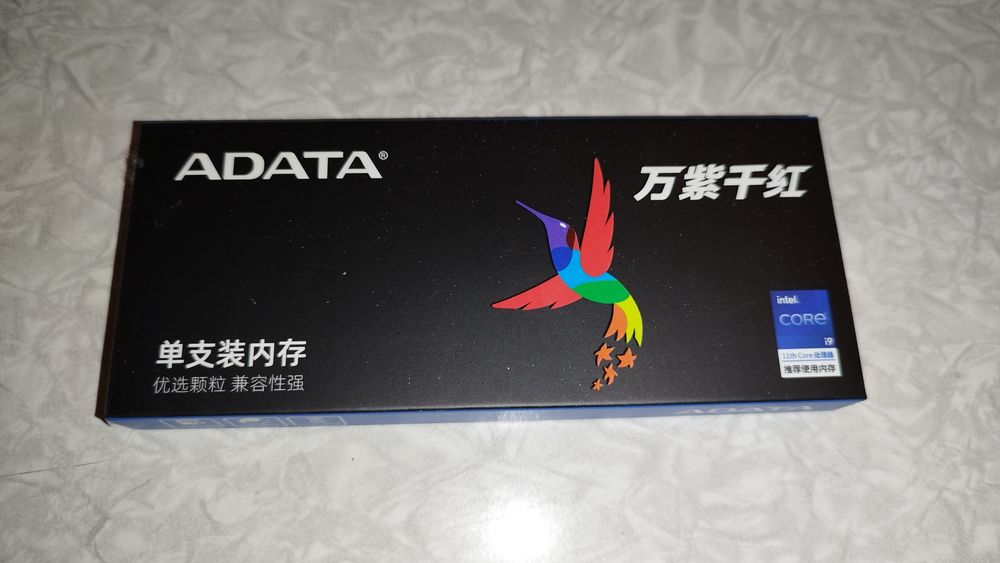 ADATA®
万紫千红
单支装内存
优选颗粒 兼容性强
intel.
CORE
i9
11th Core 处理器
推荐使用内存
ADATA